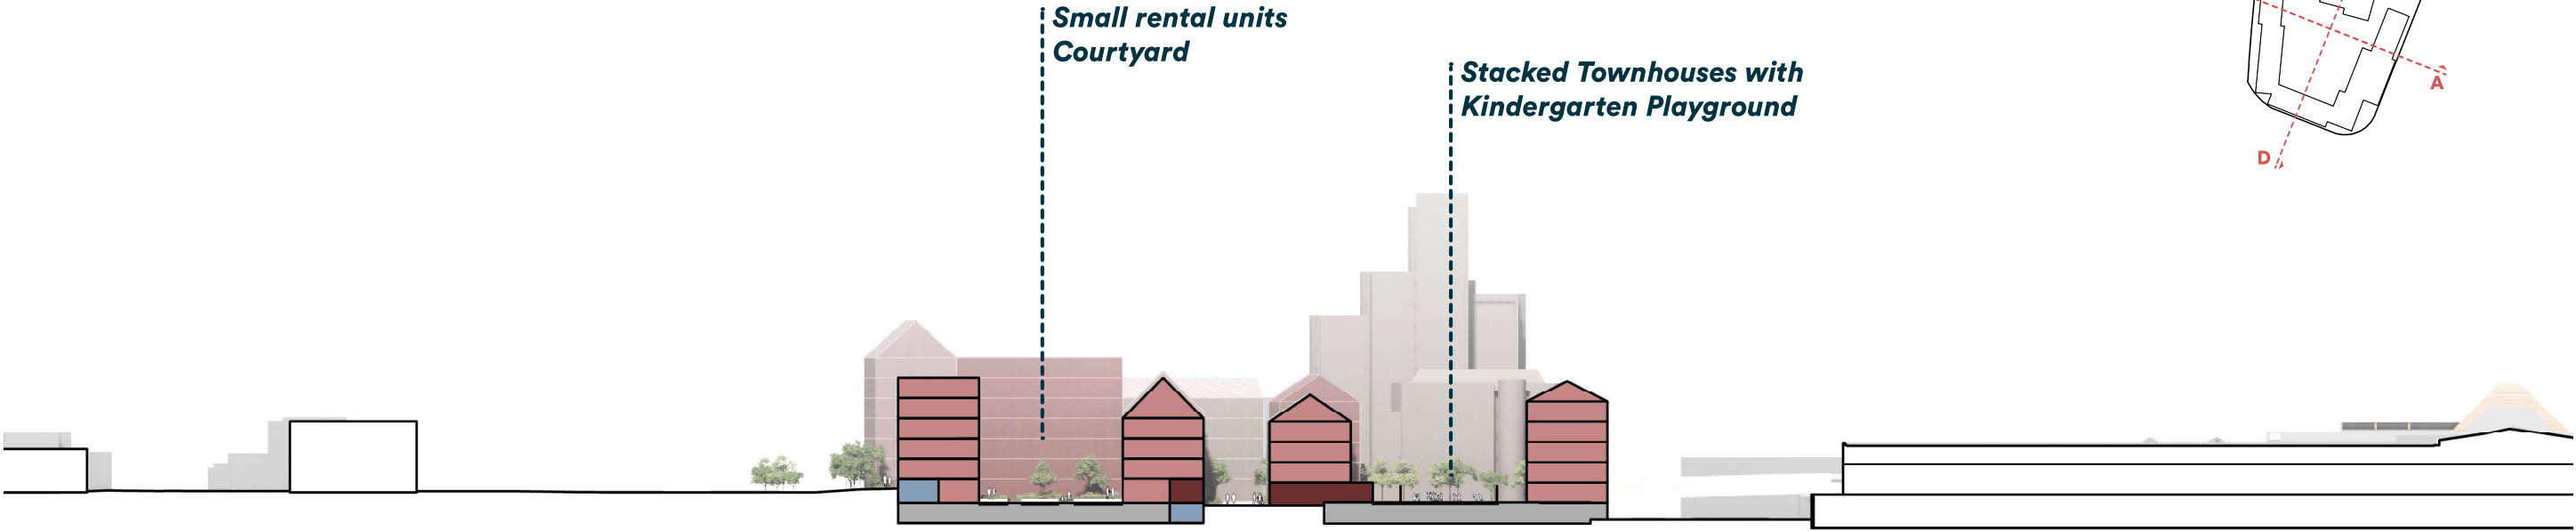 Small rental units
Courtyard
Stacked Townhouses with
Kindergarten Playground
A
D